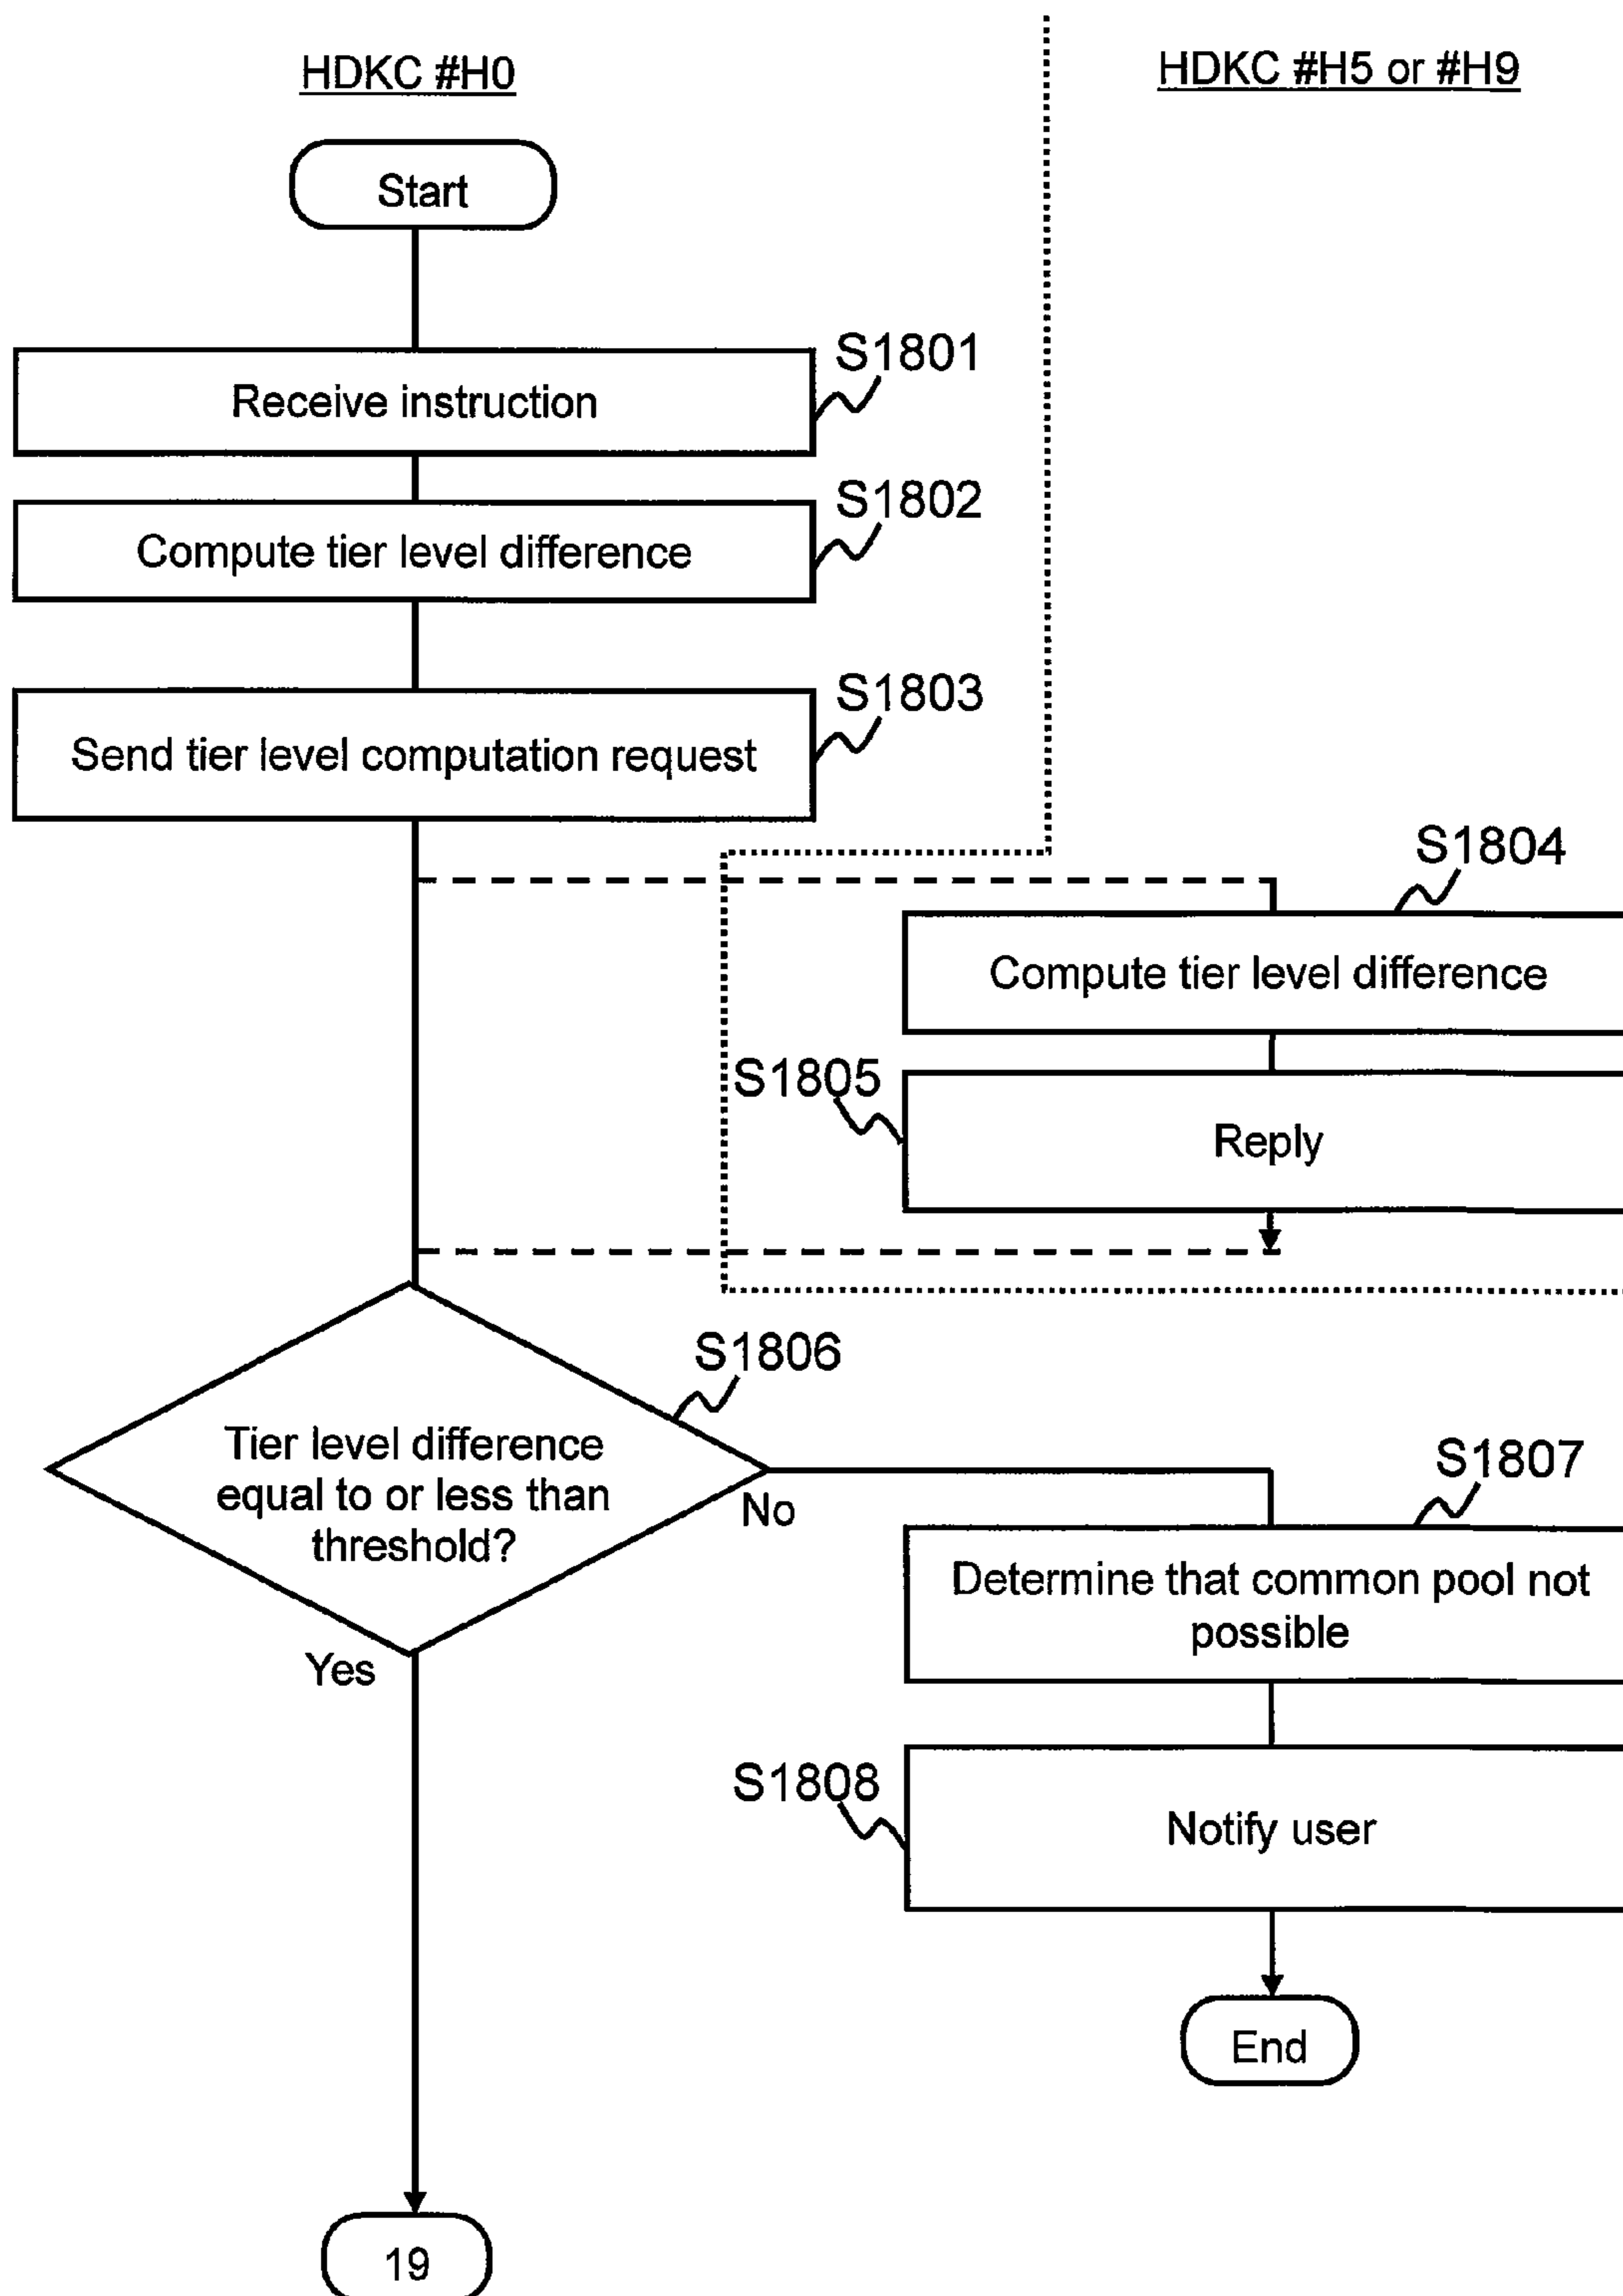 HDKC #H0
HDKC #H5 or #H9
Start
S1801
Receive instruction
S1802
Compute tier level difference
S1803
Send tier level computation request
S1804
Compute tier level difference
S1805
Reply
S1806
Tier level difference
equal to or less than
threshold?
No
Yes
S1807
Determine that common pool not
possible
S1808
Notify user
End
19